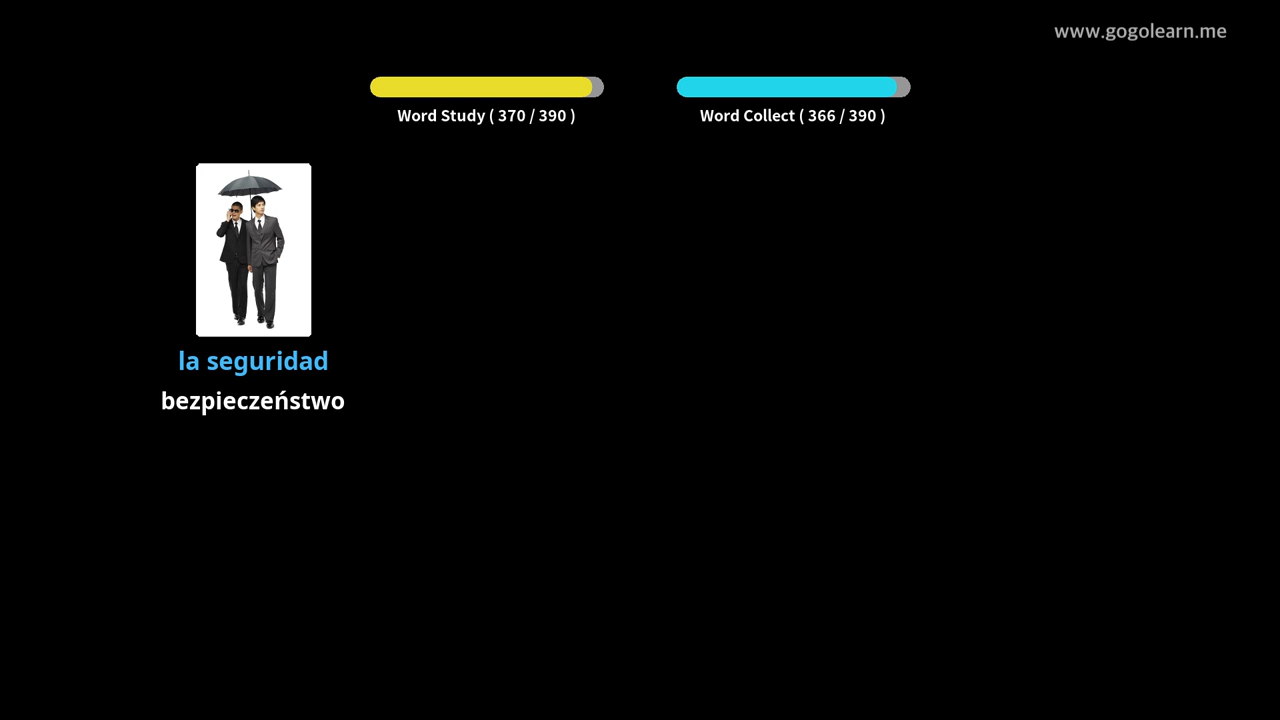 www.gogolearn.me
Word Study ( 370 / 390 )
Word Collect ( 366 / 390 )
la seguridad
bezpieczeństwo